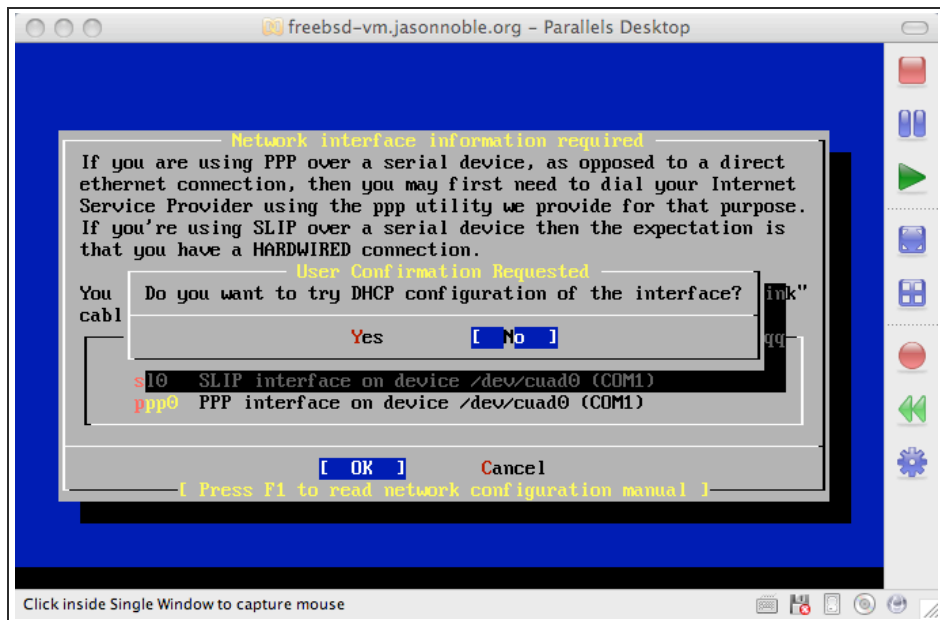 freebsd-vm.jasonnoble.org - Parallels Desktop
Network interface information required
If you are using PPP over a serial device, as opposed to a direct
ethernet connection, then you may first need to dial your Internet
Service Provider using the ppp utility we provide for that purpose.
If you're using SLIP over a serial device then the expectation is
that you have a HARDWIRED connection.
User Confirmation Requested
You
Do you want to try DHCP configuration of the interface?
ink"
cabl
Yes [ No ]
qq
sl0 SLIP interface on device /dev/cuad0 (COM1)
ppp0 PPP interface on device /dev/cuad0 (COM1)
[ OK ] Cancel
[ Press F1 to read network configuration manual ]
Click inside Single Window to capture mouse